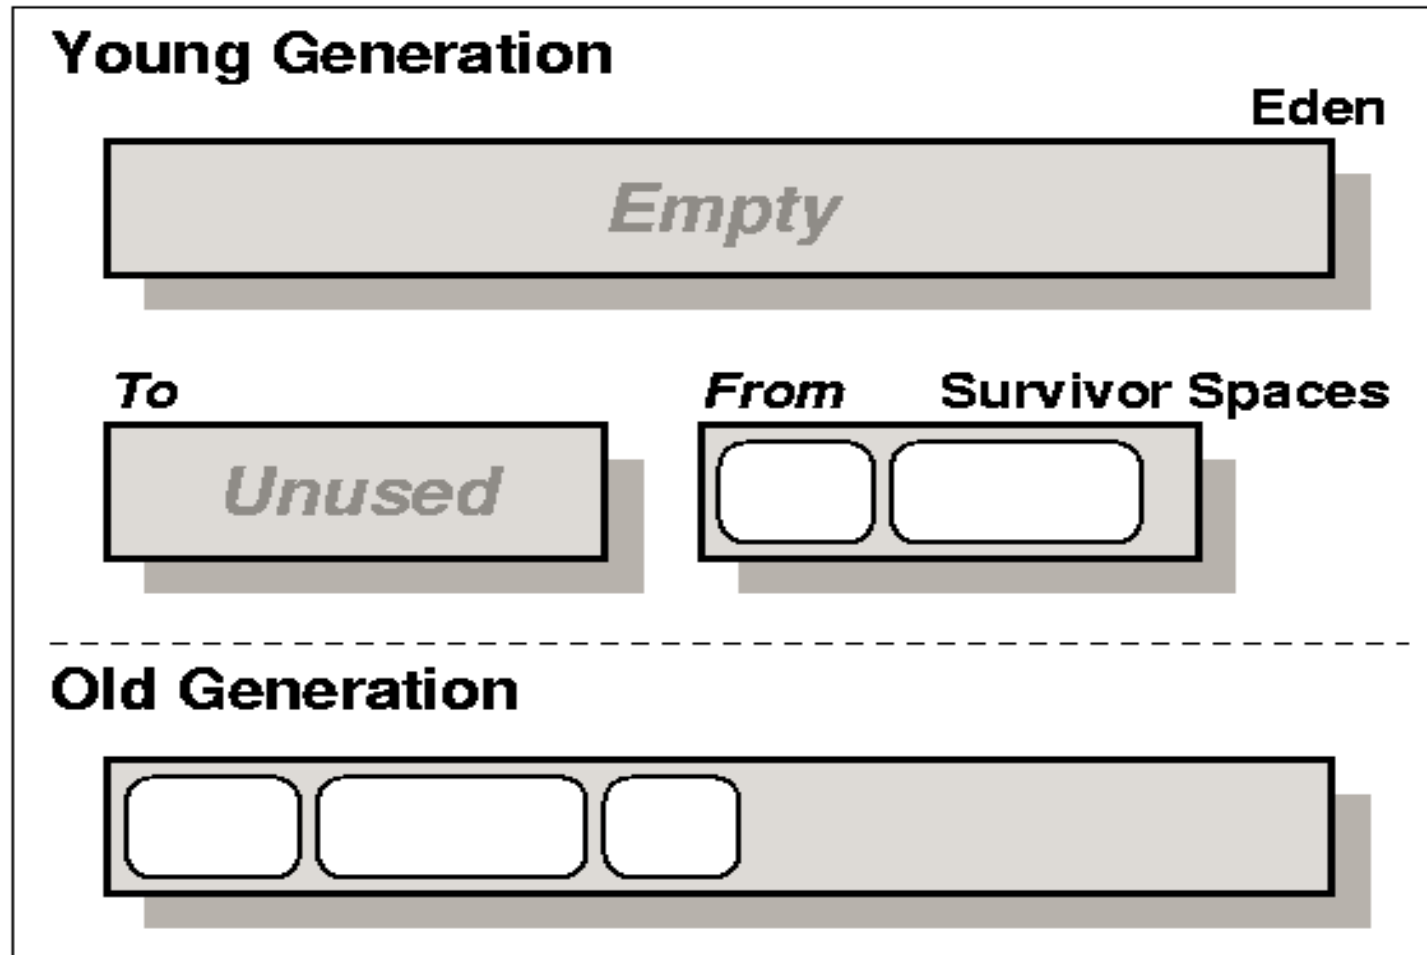 Young Generation
Eden
Empty
To
From
Survivor Spaces
Unused
Old Generation